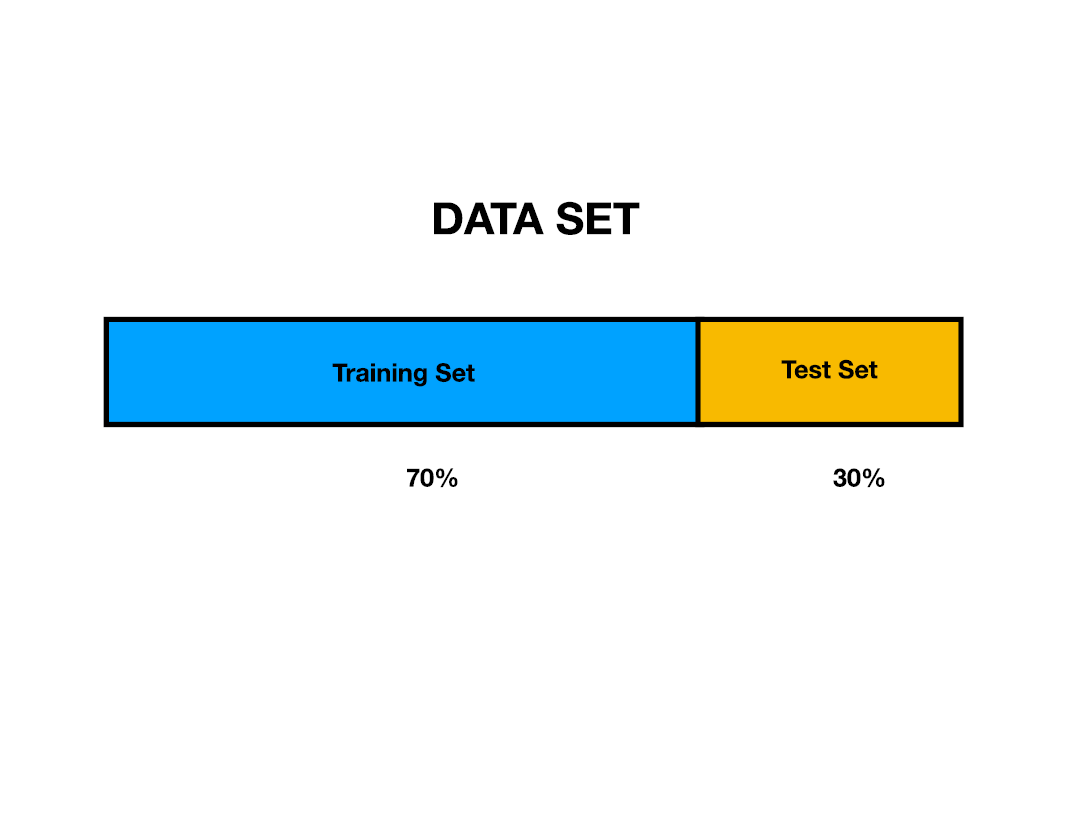 DATA SET
Training Set
Test Set
70%
30%